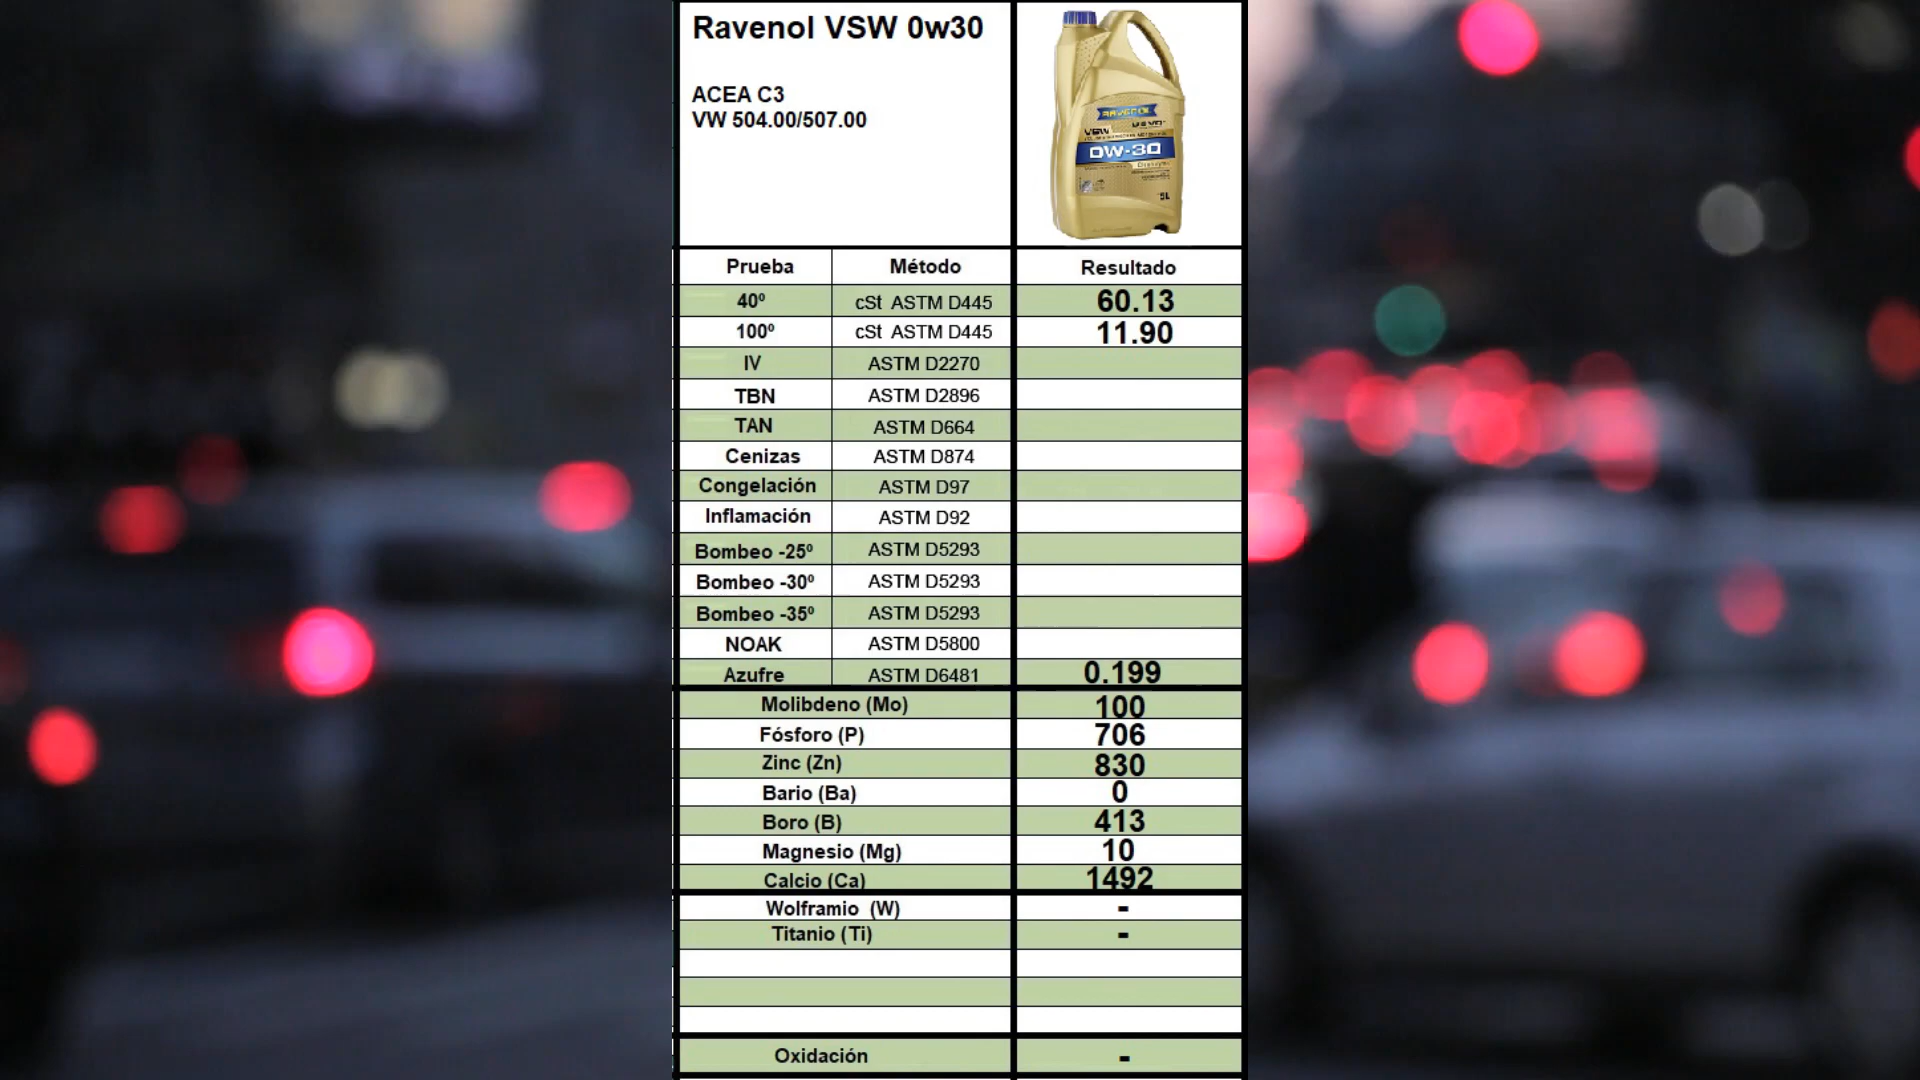 Ravenol VSW 0w30
ACEA C3
VW 504.00/507.00
RAVENOL
VSW
0W-30
5L
Prueba Método Resultado
40º cSt ASTM D445 60.13
100º cSt ASTM D445 11.90
IV ASTM D2270
TBN ASTM D2896
TAN ASTM D664
Cenizas ASTM D874
Congelación ASTM D97
Inflamación ASTM D92
Bombeo -25º ASTM D5293
Bombeo -30º ASTM D5293
Bombeo -35º ASTM D5293
NOAK ASTM D5800
Azufre ASTM D6481 0.199
Molibdeno (Mo) 100
Fósforo (P) 706
Zinc (Zn) 830
Bario (Ba) 0
Boro (B) 413
Magnesio (Mg) 10
Calcio (Ca) 1492
Wolframio (W) -
Titanio (Ti) -
Oxidación -